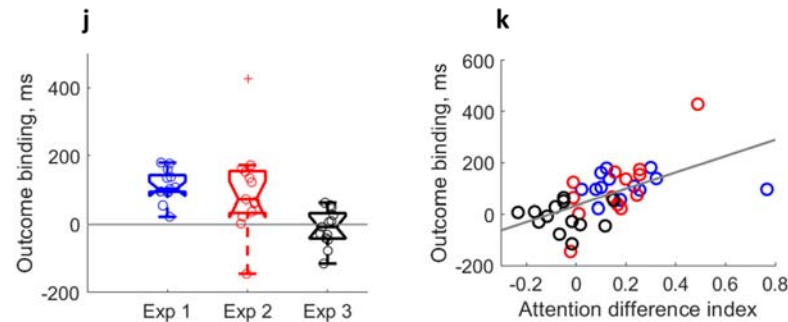 j
Outcome binding, ms
400
200
0
-200
Exp 1 Exp 2 Exp 3
k
Outcome binding, ms
600
400
200
0
-200
-0.2 0 0.2 0.4 0.6 0.8
Attention difference index